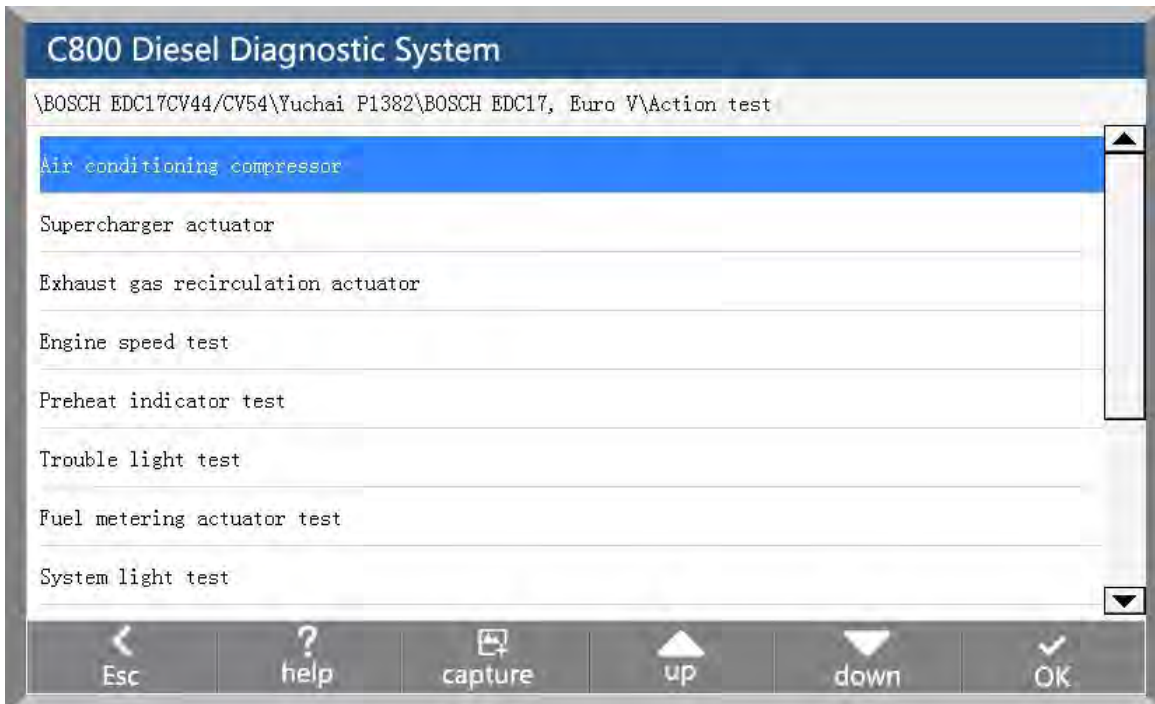 C800 Diesel Diagnostic System
\BOSCH EDC17CV44/CV54\Yuchai P1382\BOSCH EDC17, Euro V\Action test
Air conditioning compressor
Supercharger actuator
Exhaust gas recirculation actuator
Engine speed test
Preheat indicator test
Trouble light test
Fuel metering actuator test
System light test
Esc
? help
capture
up
down
OK